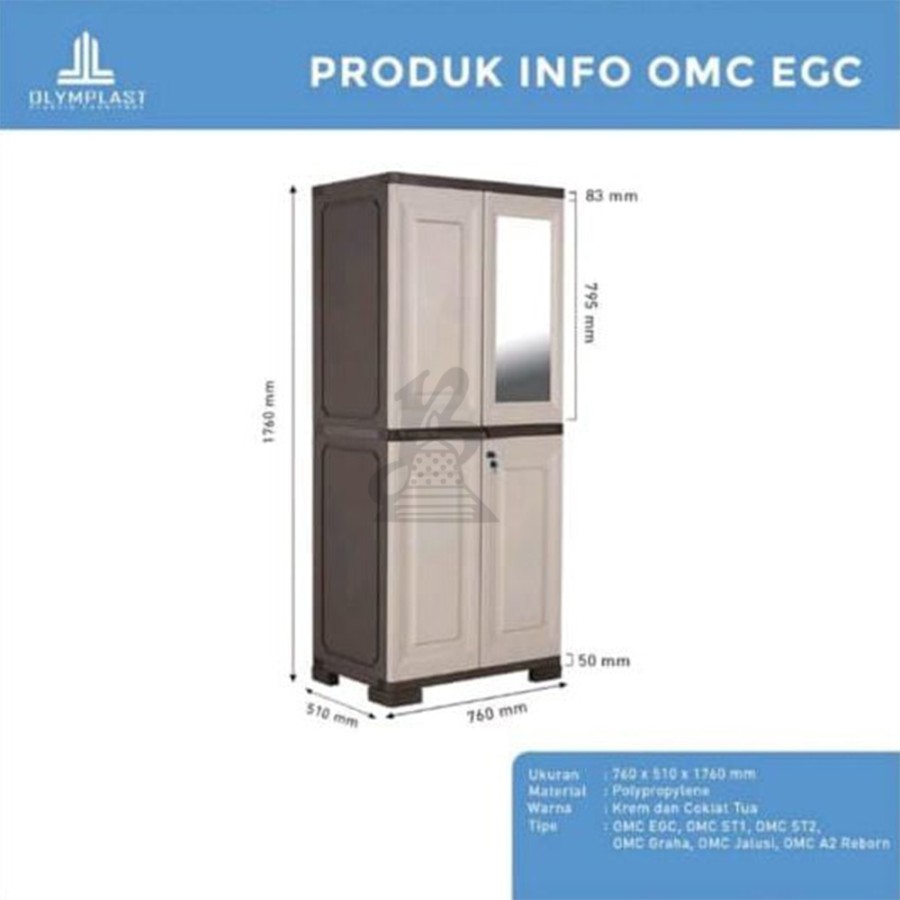 OLYMPLAST
PRODUK INFO OMC EGC
83 mm
795 mm
1760 mm
50 mm
510 mm
760 mm
Ukuran : 760 x 510 x 1760 mm
Material : Polypropylene
Warna : Krem dan Coklat Tua
Tipe : OMC EGC, OMC ST1, OMC ST2,
OMC Graha, OMC Jalusi, OMC A2 Reborn